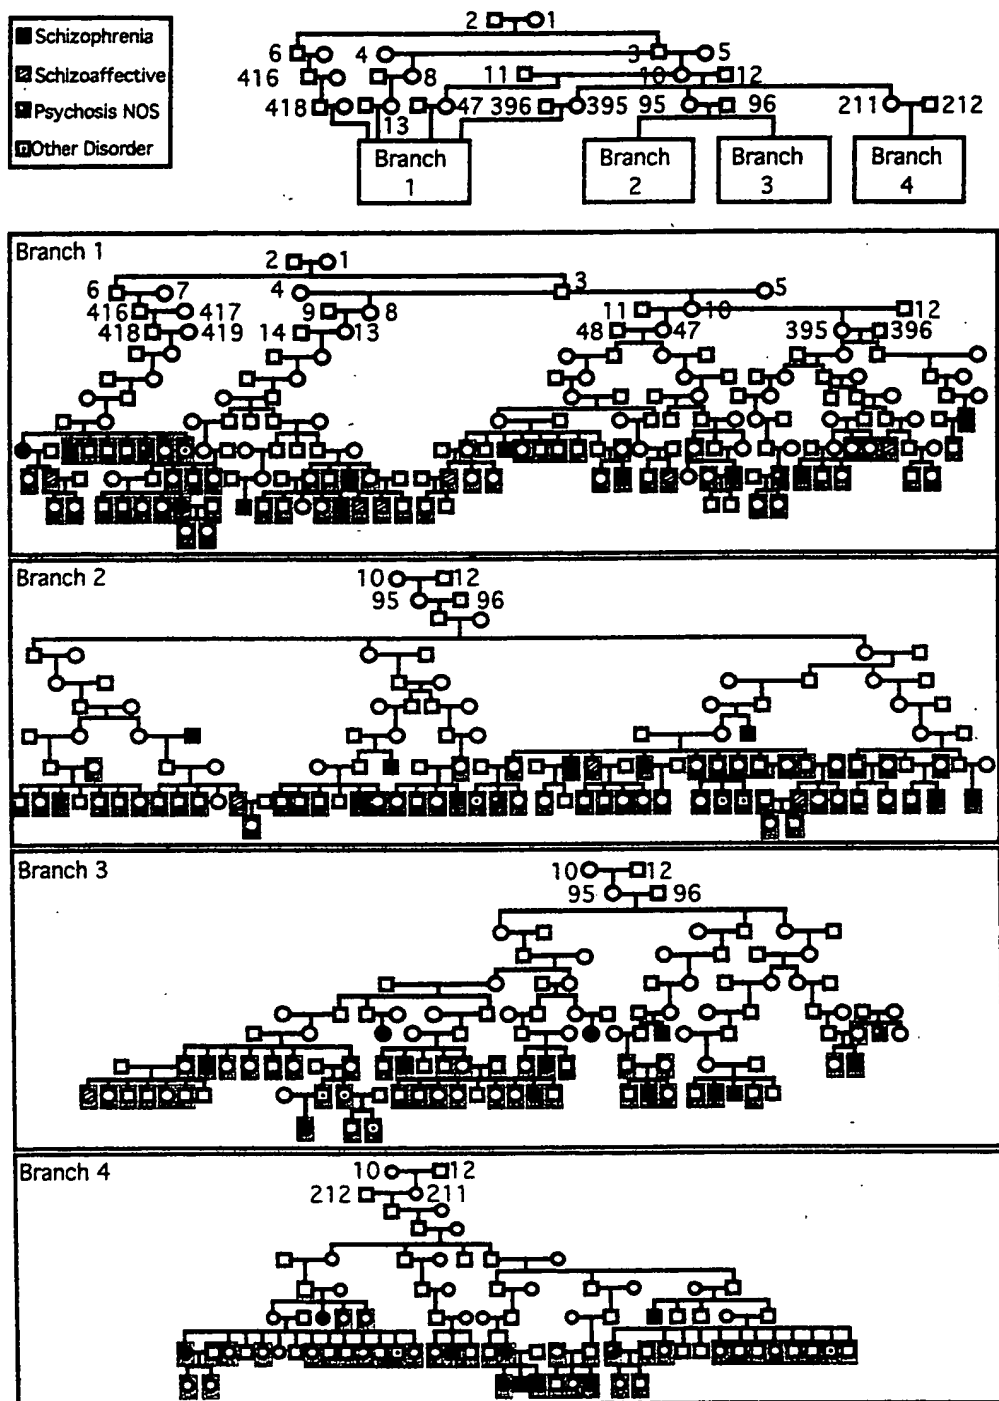 2 1
Schizophrenia
6 4 3 5
Schizoaffective
416 8 11 10 12
Psychosis NOS
418 13 47 396 395 95 96 211 212
Other Disorder
Branch 1
Branch 2
Branch 3
Branch 4
Branch 1
2 1
6 7 4 3 5
416 417 9 8 11 10 12
418 419 14 13 48 47 395 396
Branch 2
10 12
95 96
Branch 3
10 12
95 96
Branch 4
10 12
212 211